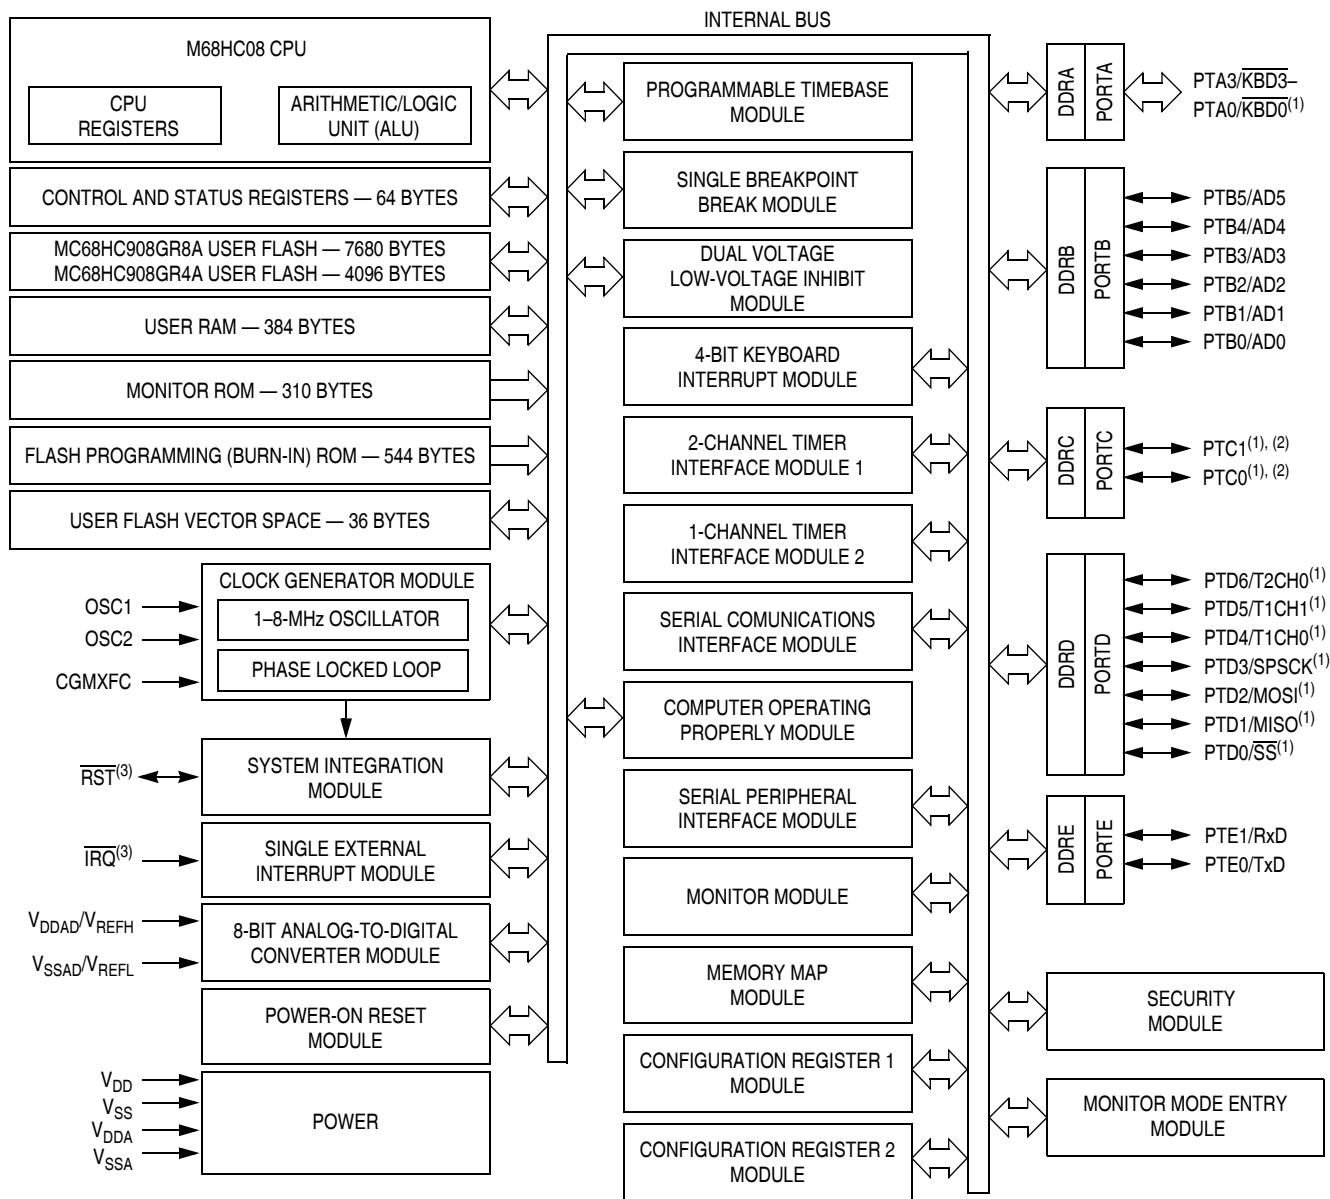 INTERNAL BUS
M68HC08 CPU
CPU
REGISTERS
ARITHMETIC/LOGIC
UNIT (ALU)
CONTROL AND STATUS REGISTERS — 64 BYTES
MC68HC908GR8A USER FLASH — 7680 BYTES
MC68HC908GR4A USER FLASH — 4096 BYTES
USER RAM — 384 BYTES
MONITOR ROM — 310 BYTES
FLASH PROGRAMMING (BURN-IN) ROM — 544 BYTES
USER FLASH VECTOR SPACE — 36 BYTES
CLOCK GENERATOR MODULE
1–8-MHz OSCILLATOR
PHASE LOCKED LOOP
OSC1
OSC2
CGMXFC
SYSTEM INTEGRATION
MODULE
RST(3)
SINGLE EXTERNAL
INTERRUPT MODULE
IRQ(3)
8-BIT ANALOG-TO-DIGITAL
CONVERTER MODULE
VDDAD/VREFH
VSSAD/VREFL
POWER-ON RESET
MODULE
POWER
VDD
VSS
VDDA
VSSA
PROGRAMMABLE TIMEBASE
MODULE
SINGLE BREAKPOINT
BREAK MODULE
DUAL VOLTAGE
LOW-VOLTAGE INHIBIT
MODULE
4-BIT KEYBOARD
INTERRUPT MODULE
2-CHANNEL TIMER
INTERFACE MODULE 1
1-CHANNEL TIMER
INTERFACE MODULE 2
SERIAL COMUNICATIONS
INTERFACE MODULE
COMPUTER OPERATING
PROPERLY MODULE
SERIAL PERIPHERAL
INTERFACE MODULE
MONITOR MODULE
MEMORY MAP
MODULE
CONFIGURATION REGISTER 1
MODULE
CONFIGURATION REGISTER 2
MODULE
DDRA
PORTA
PTA3/KBD3–
PTA0/KBD0(1)
DDRB
PORTB
PTB5/AD5
PTB4/AD4
PTB3/AD3
PTB2/AD2
PTB1/AD1
PTB0/AD0
DDRC
PORTC
PTC1(1), (2)
PTC0(1), (2)
DDRD
PORTD
PTD6/T2CH0(1)
PTD5/T1CH1(1)
PTD4/T1CH0(1)
PTD3/SPSCK(1)
PTD2/MOSI(1)
PTD1/MISO(1)
PTD0/SS(1)
DDRE
PORTE
PTE1/RxD
PTE0/TxD
SECURITY
MODULE
MONITOR MODE ENTRY
MODULE